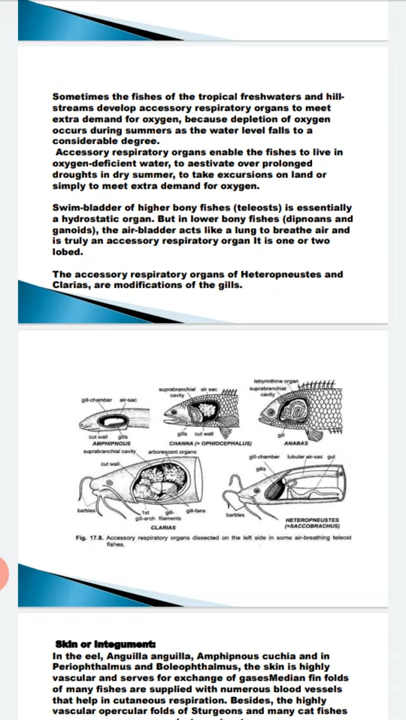 Sometimes the fishes of the tropical freshwaters and hill-
streams develop accessory respiratory organs to meet
extra demand for oxygen, because depletion of oxygen
occurs during summers as the water level falls to a
considerable degree.
Accessory respiratory organs enable the fishes to live in
oxygen-deficient water, to aestivate over prolonged
droughts in dry summer, to take excursions on land or
simply to meet extra demand for oxygen.
Swim-bladder of higher bony fishes (teleosts) is essentially
a hydrostatic organ. But in lower bony fishes (dipnoans and
ganoids), the air-bladder acts like a lung to breathe air and
is truly an accessory respiratory organ It is one or two
lobed.
The accessory respiratory organs of Heteropneustes and
Clarias, are modifications of the gills.
gill-chamber air-sac
cut wall gills
AMPHIPNOUS
suprabranchial air sac
cavity
gills cut wall
CHANNA (= OPHIOCEPHALUS)
labyrinthine organ
suprabranchial
cavity
gill
ANABAS
suprabranchial cavity arborescent organs
cut wall
barbles
1st gill- gill-fans
gill-arch filaments
CLARIAS
gill-chamber tubular air-sac gut
gills
barbles
HETEROPNEUSTES
(=SACCOBRACHUS)
Fig. 17.8. Accessory respiratory organs dissected on the left side in some air-breathing teleost
fishes.
Skin or Integument:
In the eel, Anguilla anguilla, Amphipnous cuchia and in
Periophthalmus and Boleophthalmus, the skin is highly
vascular and serves for exchange of gasesMedian fin folds
of many fishes are supplied with numerous blood vessels
that help in cutaneous respiration. Besides, the highly
vascular opercular folds of Sturgeons and many cat fishes